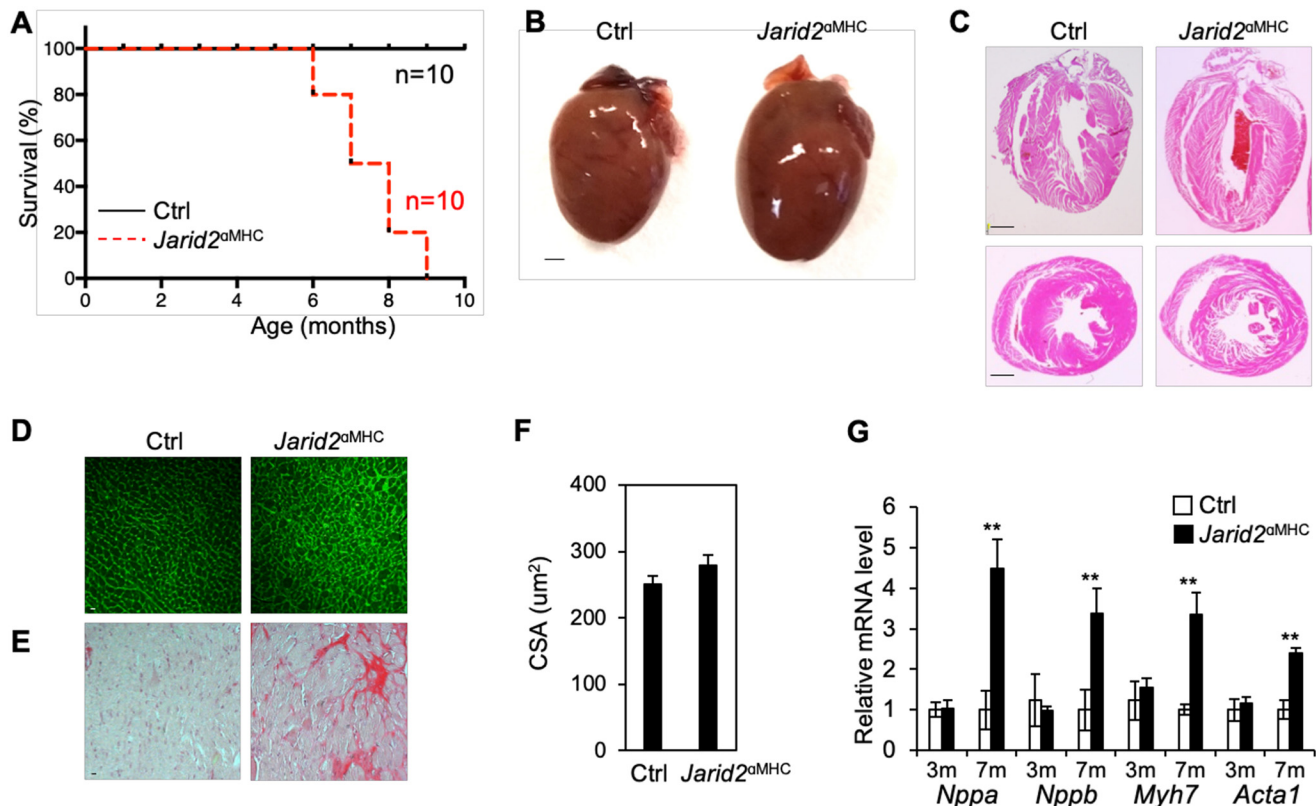 A
100
80
60
40
20
0
Survival (%)
n=10
n=10
Ctrl
Jarid2αMHC
0 2 4 6 8 10
Age (months)
B
Ctrl Jarid2αMHC
C
Ctrl Jarid2αMHC
D
Ctrl Jarid2αMHC
E
F
400
300
200
100
0
CSA (um²)
Ctrl Jarid2αMHC
G
Ctrl
Jarid2αMHC
6
5
4
3
2
1
0
Relative mRNA level
** ** ** **
3m 7m 3m 7m 3m 7m 3m 7m
Nppa Nppb Myh7 Acta1